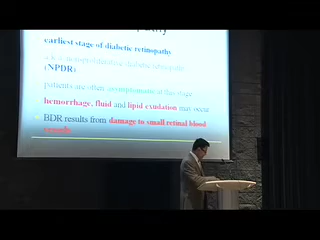 earliest stage of diabetic retinopathy
a.k.a nonproliferative diabetic retinopathy
(NPDR)
patients are often asymptomatic at this stage
hemorrhage, fluid and lipid exudation may occur
BDR results from damage to small retinal blood
vessels